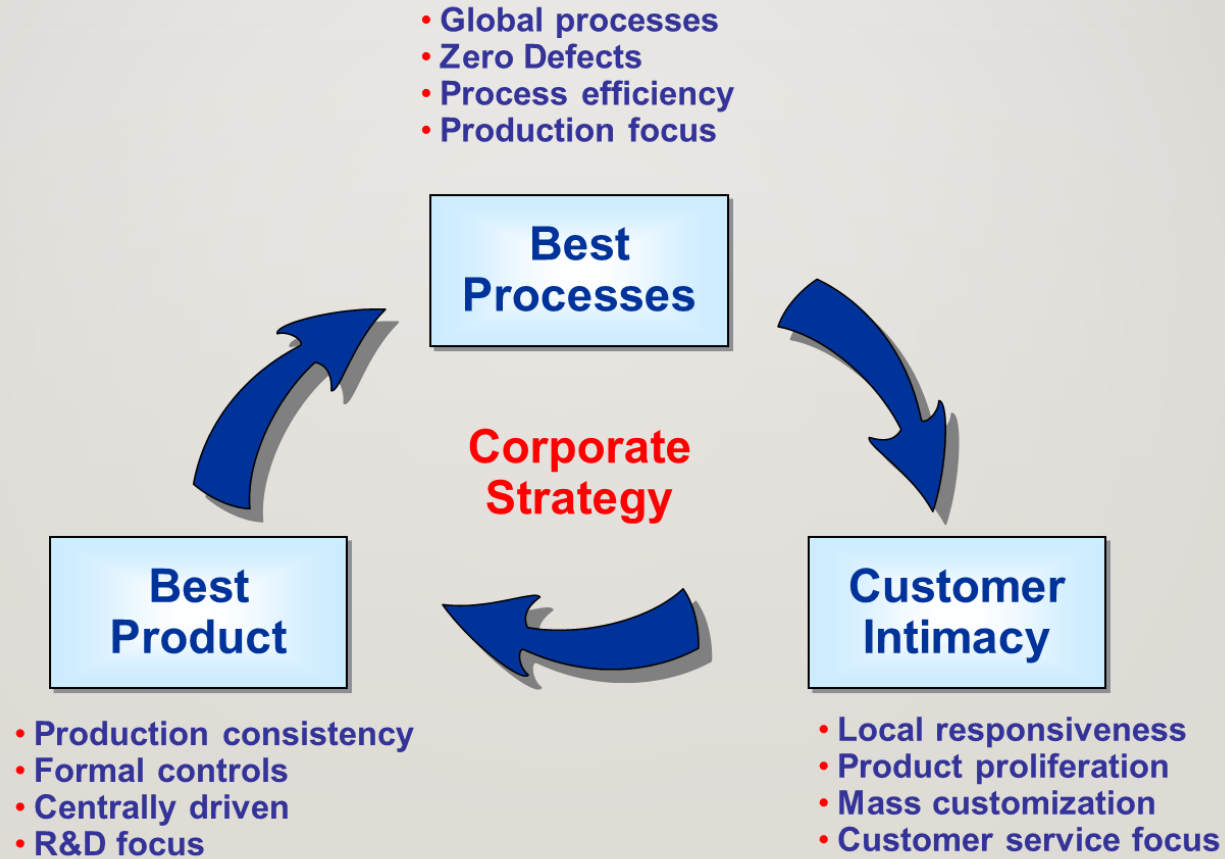 • Global processes
• Zero Defects
• Process efficiency
• Production focus
Best
Processes
Corporate
Strategy
Best
Product
Customer
Intimacy
• Production consistency
• Formal controls
• Centrally driven
• R&D focus
• Local responsiveness
• Product proliferation
• Mass customization
• Customer service focus